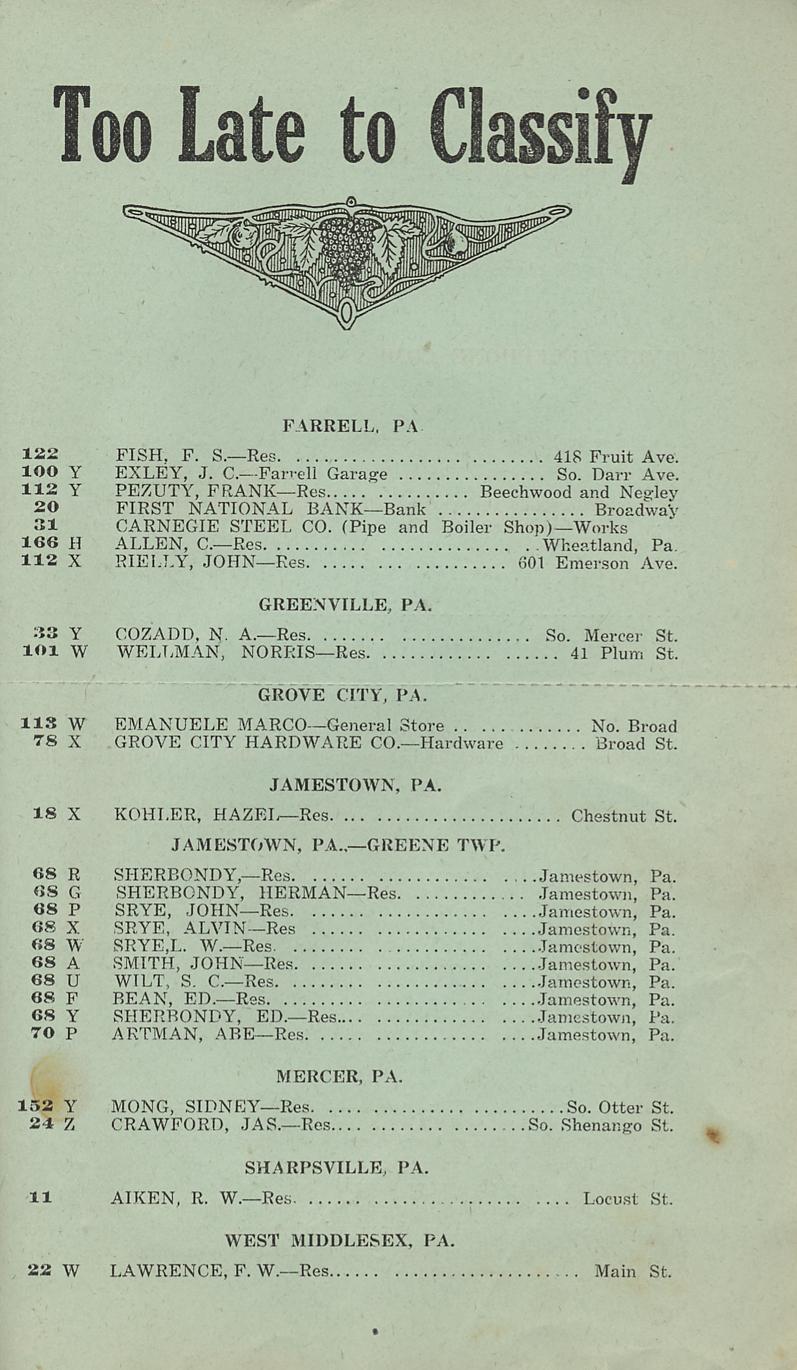 Too Late to Classify
FARRELL, PA.
122 FISH, F. S.—Res. .......................... 418 Fruit Ave.
100 Y EXLEY, J. C.—Farrell Garage ................ So. Darr Ave.
112 Y PEZUTY, FRANK—Res................ Beechwood and Negley
20 FIRST NATIONAL BANK—Bank ................ Broadway
31 CARNEGIE STEEL CO. (Pipe and Boiler Shop)—Works
166 H ALLEN, C.—Res. ........................... Wheatland, Pa.
112 X RIELLY, JOHN—Res. .................... 601 Emerson Ave.
GREENVILLE, PA.
33 Y COZADD, N. A.—Res. ....................... So. Mercer St.
101 W WELLMAN, NORRIS—Res. .................. 41 Plum St.
GROVE CITY, PA.
113 W EMANUELE MARCO—General Store ............. No. Broad
78 X GROVE CITY HARDWARE CO.—Hardware ........ Broad St.
JAMESTOWN, PA.
18 X KOHLER, HAZEL—Res. ........................ Chestnut St.
JAMESTOWN, PA.,—GREENE TWP.
68 R SHERBONDY,—Res. ......................Jamestown, Pa.
68 G SHERBONDY, HERMAN—Res. ............ Jamestown, Pa.
68 P SRYE, JOHN—Res. ......................Jamestown, Pa.
68 X SRYE, ALVIN—Res ......................Jamestown, Pa.
68 W SRYE,L. W.—Res. .......................Jamestown, Pa.
68 A SMITH, JOHN—Res. ......................Jamestown, Pa.
68 U WILT, S. C.—Res. .......................Jamestown, Pa.
68 F BEAN, ED.—Res. ........................Jamestown, Pa.
68 Y SHERBONDY, ED.—Res....................Jamestown, Pa.
70 P ARTMAN, ABE—Res. .....................Jamestown, Pa.
MERCER, PA.
152 Y MONG, SIDNEY—Res. ........................So. Otter St.
24 Z CRAWFORD, JAS.—Res.....................So. Shenango St.
SHARPSVILLE, PA.
11 AIKEN, R. W.—Res. ............................ Locust St.
WEST MIDDLESEX, PA.
22 W LAWRENCE, F. W.—Res.......................... Main St.